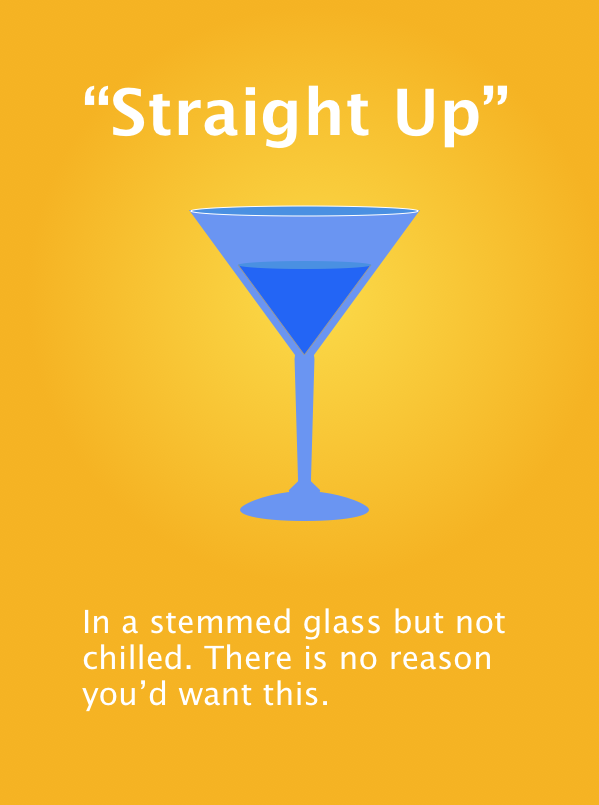 “Straight Up”
In a stemmed glass but not
chilled. There is no reason
you’d want this.